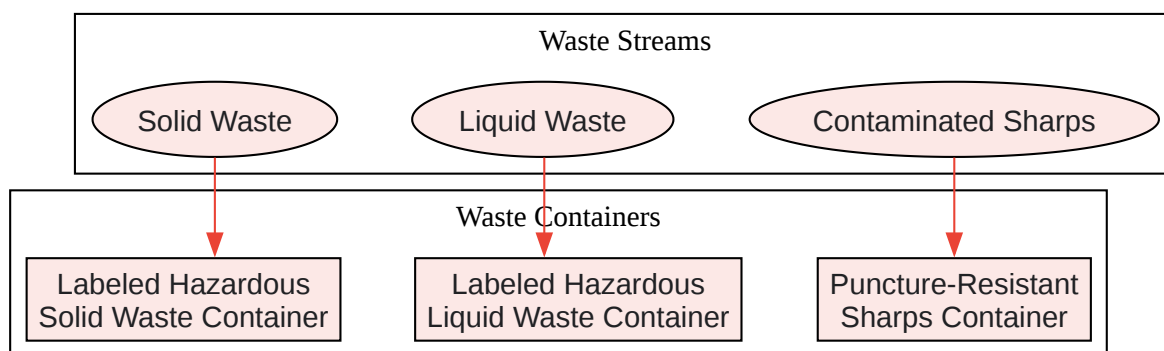 Waste Streams
Solid Waste
Liquid Waste
Contaminated Sharps
Waste Containers
Labeled Hazardous
Solid Waste Container
Labeled Hazardous
Liquid Waste Container
Puncture-Resistant
Sharps Container